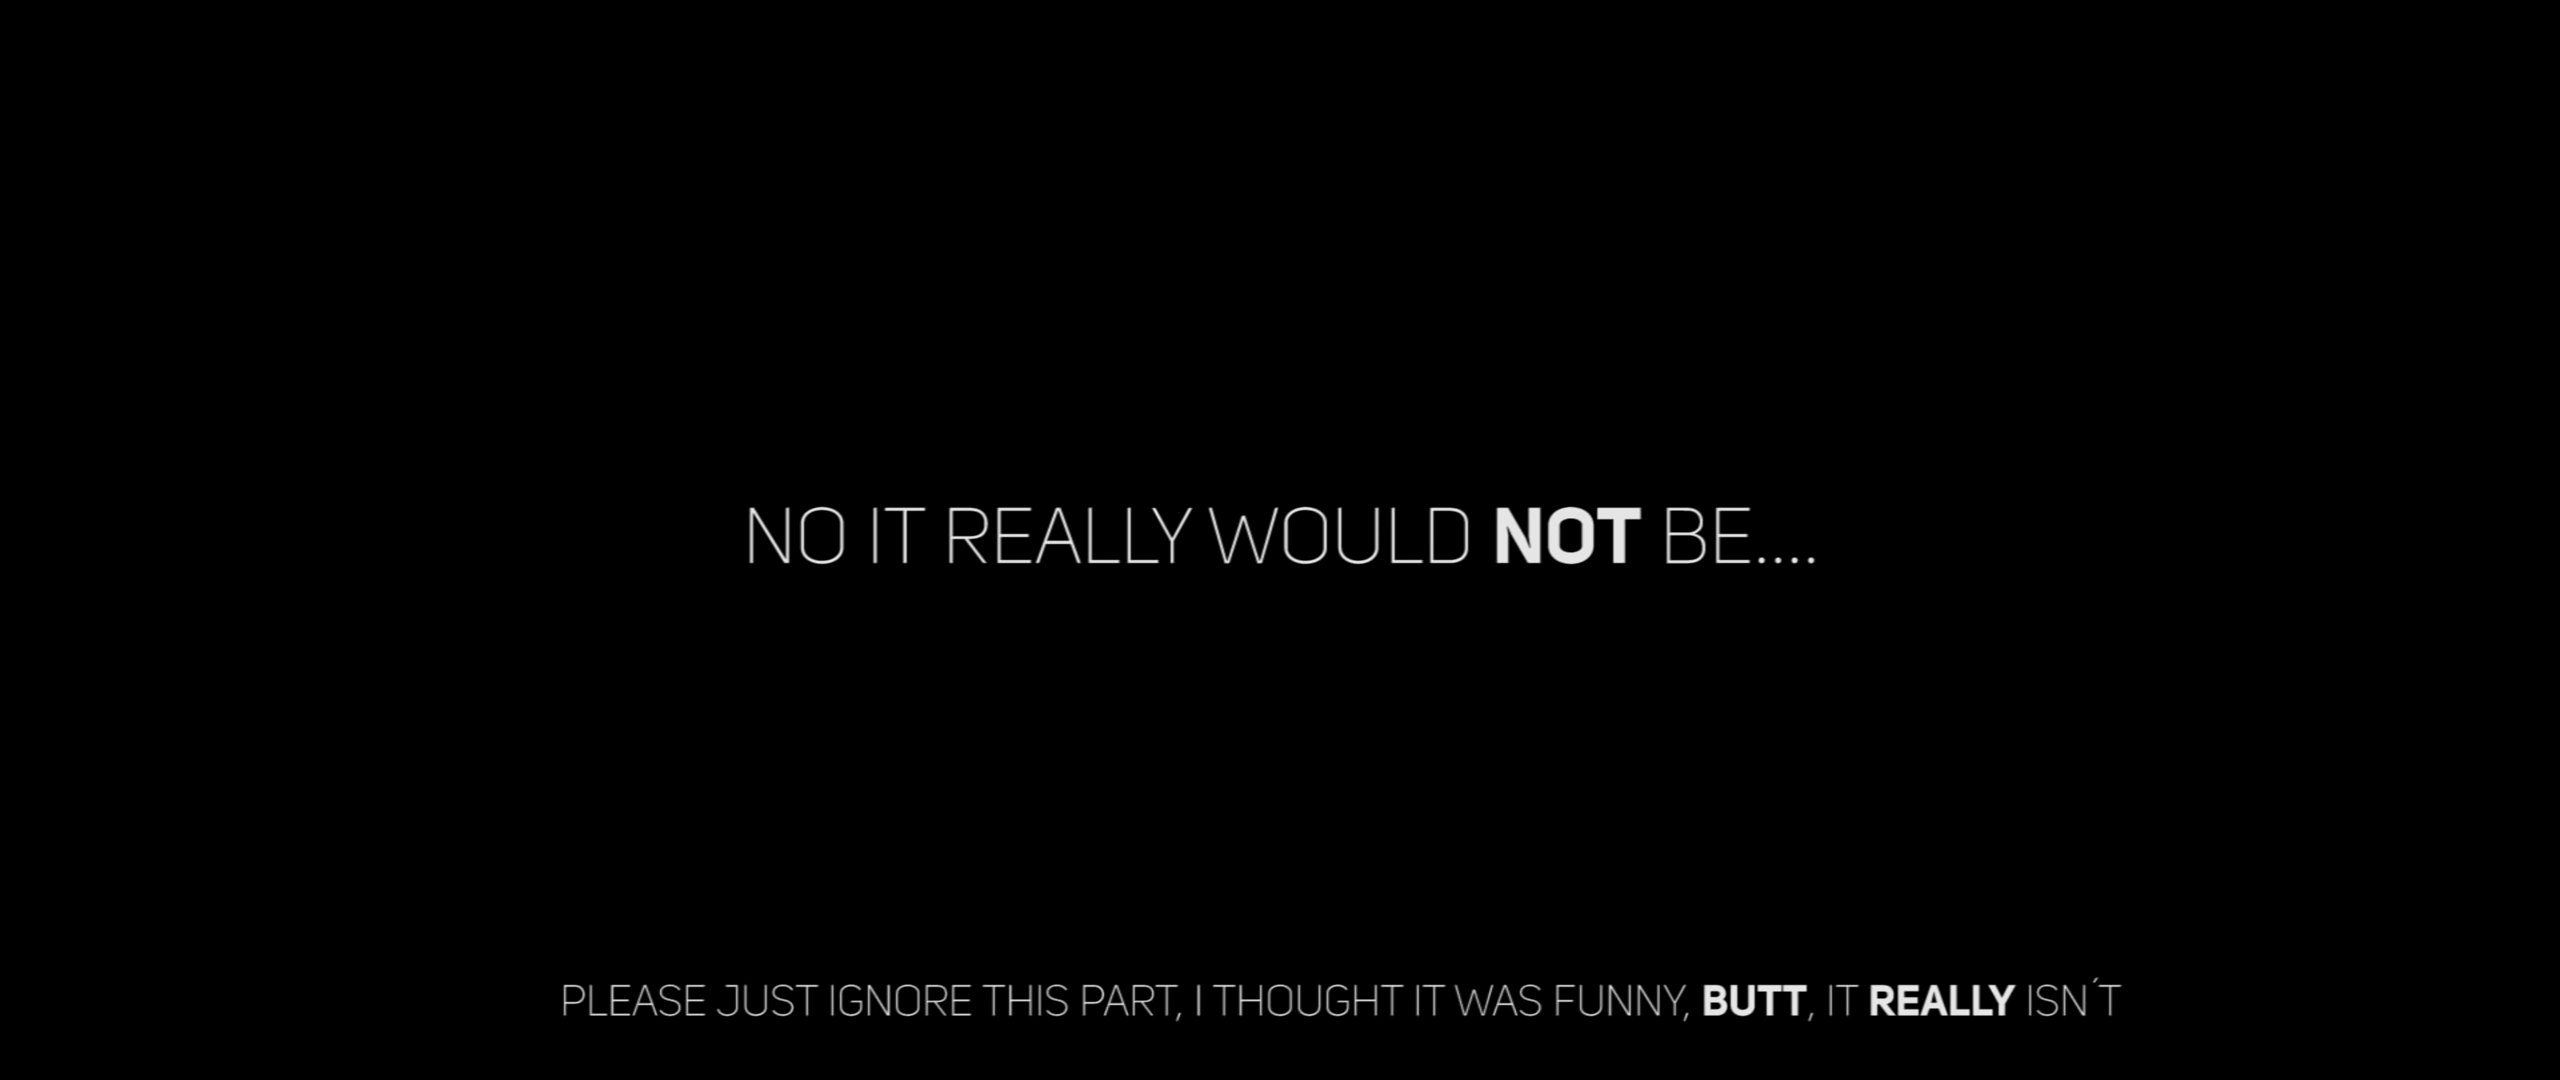 NO IT REALLY WOULD NOT BE....
PLEASE JUST IGNORE THIS PART, I THOUGHT IT WAS FUNNY, BUTT, IT REALLY ISN´T